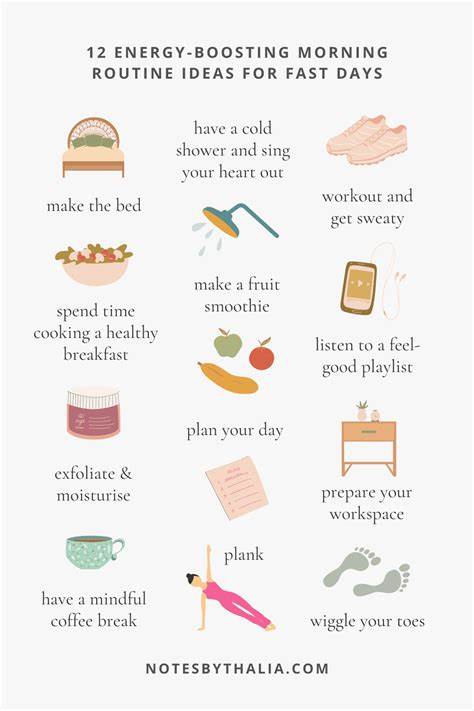 12 ENERGY-BOOSTING MORNING
ROUTINE IDEAS FOR FAST DAYS
make the bed
have a cold
shower and sing
your heart out
workout and
get sweaty
spend time
cooking a healthy
breakfast
make a fruit
smoothie
listen to a feel-
good playlist
exfoliate &
moisturise
plan your day
prepare your
workspace
have a mindful
coffee break
plank
wiggle your toes
NOTESBYTHALIA.COM